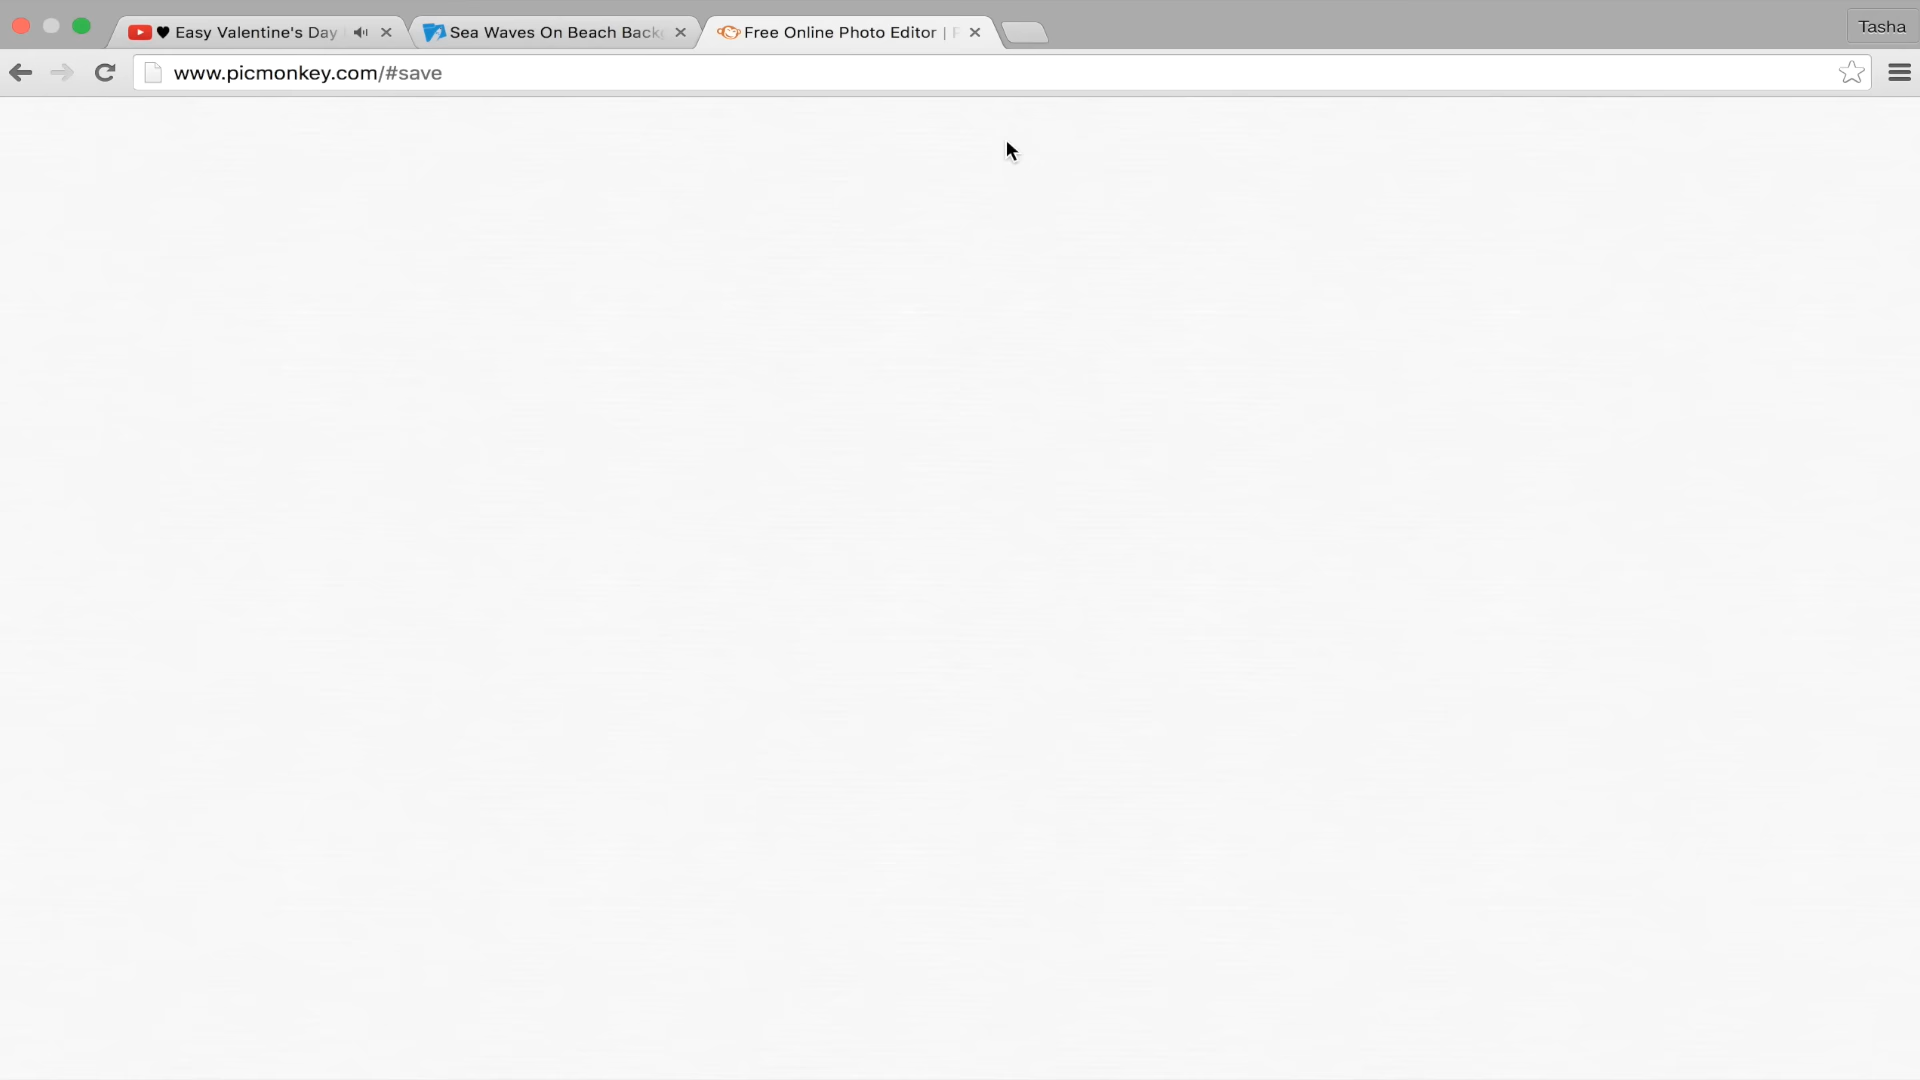 ♥ Easy Valentine's Day
Sea Waves On Beach Back
Free Online Photo Editor |
Tasha
www.picmonkey.com/#save